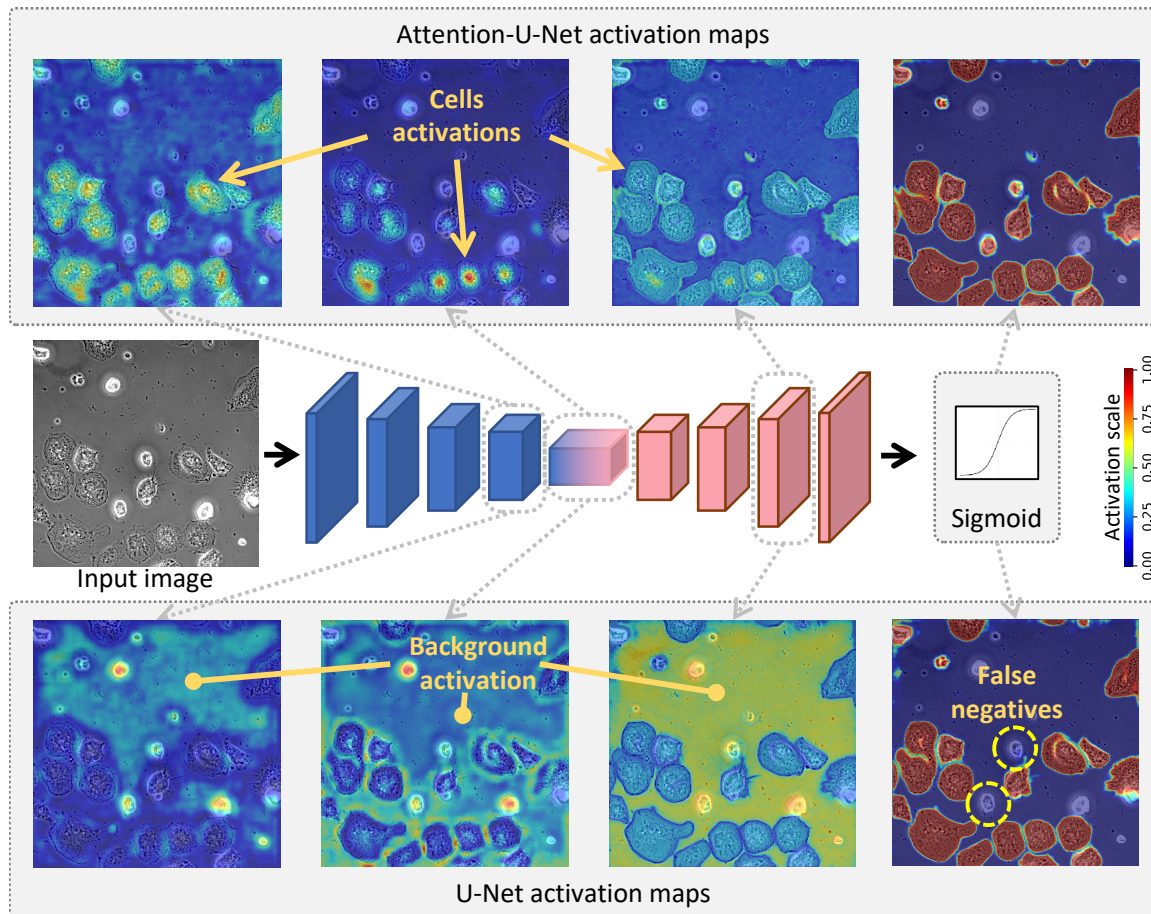 Attention-U-Net activation maps
Cells
activations
Input image
Sigmoid
Activation scale
1.00
0.75
0.50
0.25
0.00
Background
activation
False
negatives
U-Net activation maps